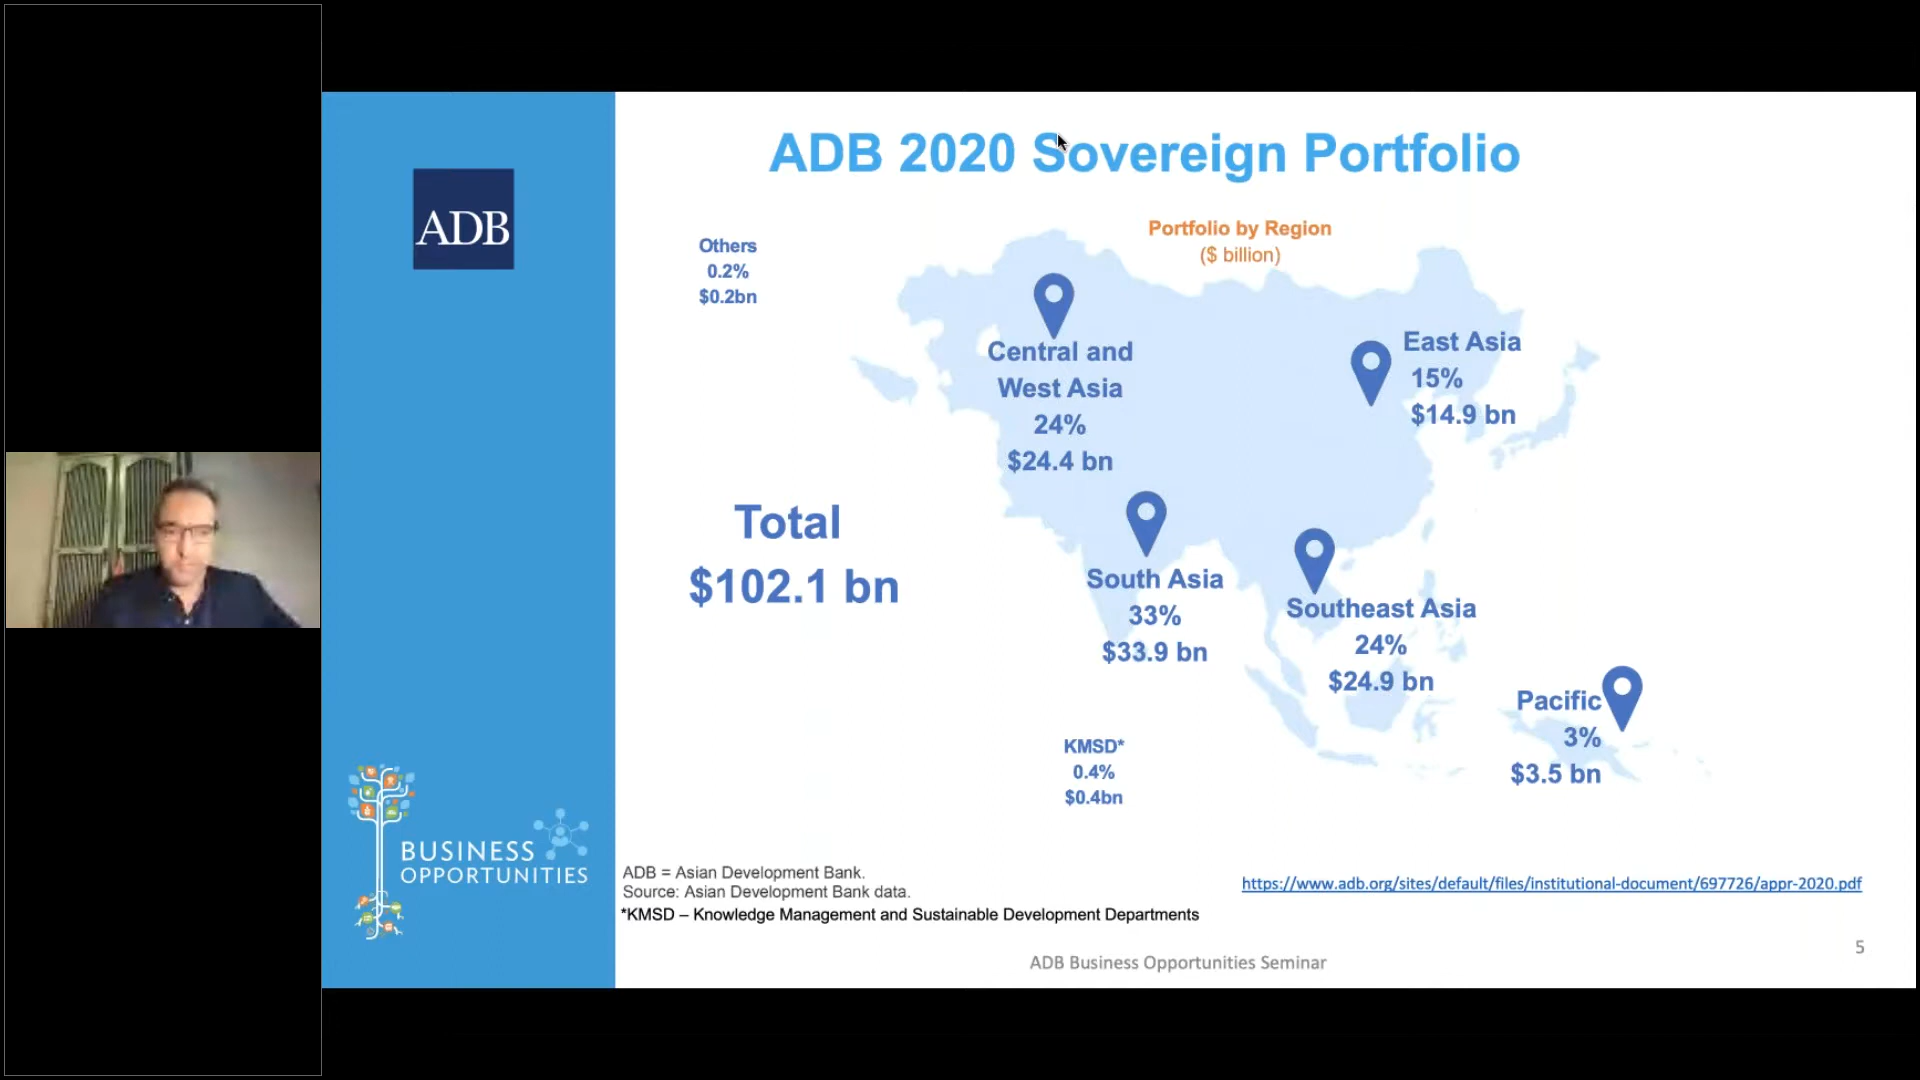 ADB
ADB 2020 Sovereign Portfolio
Portfolio by Region
($ billion)
Others
0.2%
$0.2bn
Central and
West Asia
24%
$24.4 bn
East Asia
15%
$14.9 bn
Total
$102.1 bn
South Asia
33%
$33.9 bn
Southeast Asia
24%
$24.9 bn
Pacific
3%
$3.5 bn
KMSD*
0.4%
$0.4bn
BUSINESS
OPPORTUNITIES
ADB = Asian Development Bank.
Source: Asian Development Bank data.
*KMSD – Knowledge Management and Sustainable Development Departments
https://www.adb.org/sites/default/files/institutional-document/697726/appr-2020.pdf
ADB Business Opportunities Seminar
5